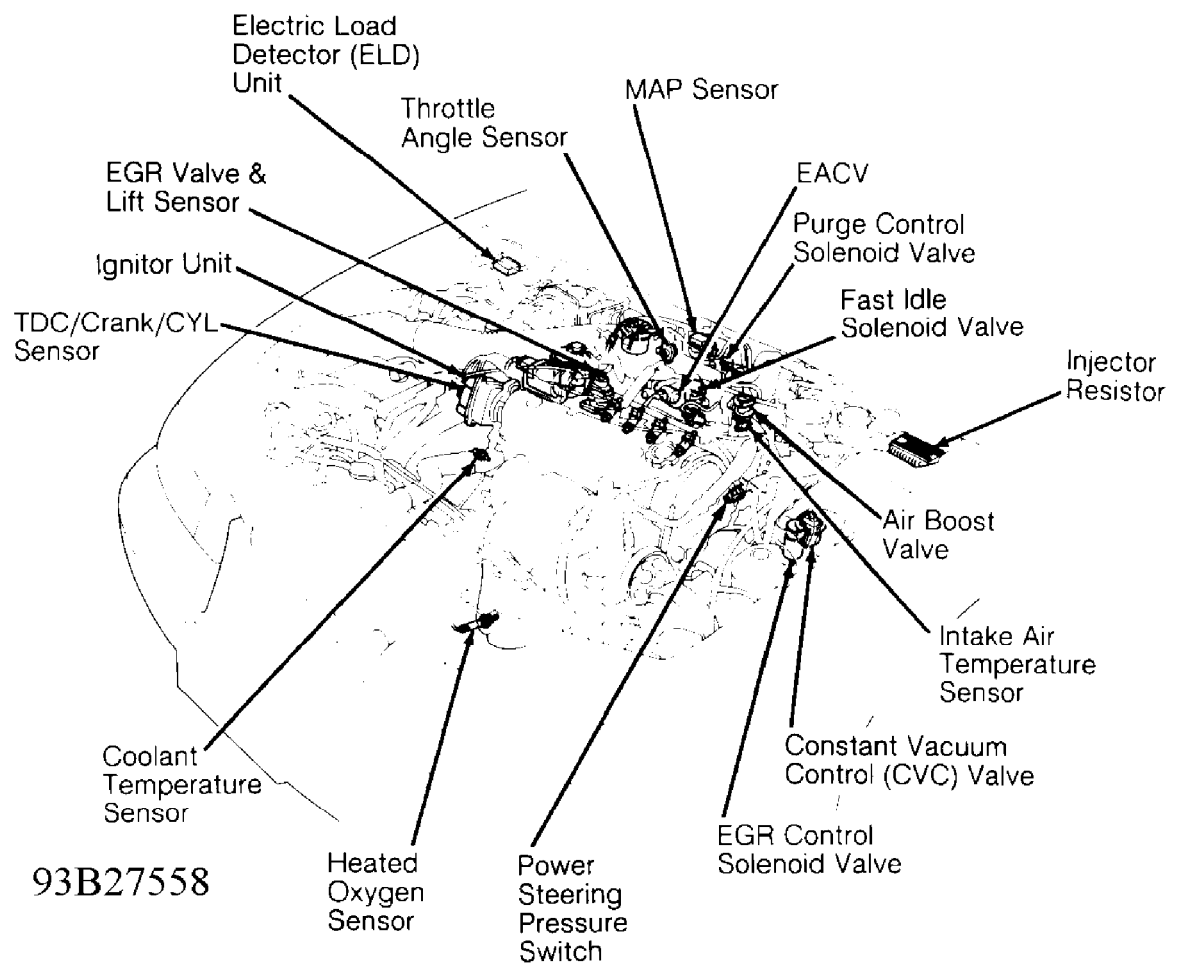 Electric Load
Detector (ELD)
Unit
MAP Sensor
Throttle
Angle Sensor
EGR Valve &
Lift Sensor
EACV
Purge Control
Solenoid Valve
Ignitor Unit
Fast Idle
Solenoid Valve
TDC/Crank/CYL
Sensor
Injector
Resistor
Air Boost
Valve
Intake Air
Temperature
Sensor
Constant Vacuum
Control (CVC) Valve
Coolant
Temperature
Sensor
EGR Control
Solenoid Valve
Heated
Oxygen
Sensor
Power
Steering
Pressure
Switch
93B27558